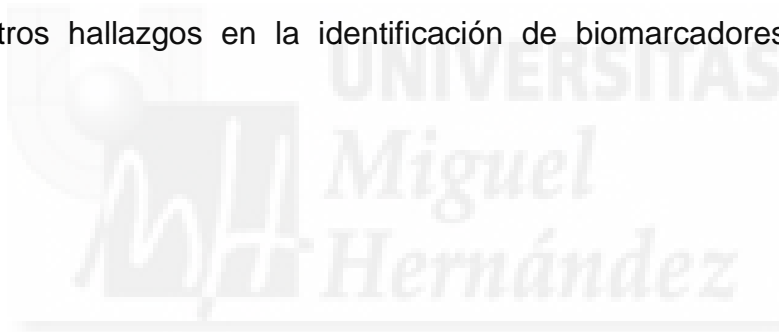 tros hallazgos en la identificación de biomarcadores
UNIVERSITAS
Miguel
Hernández